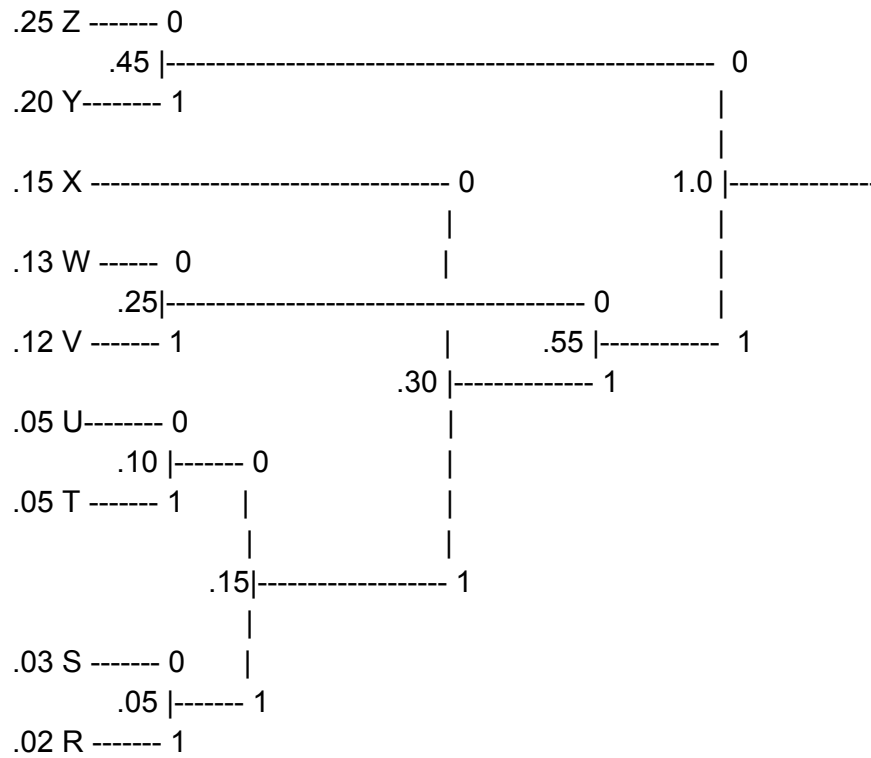 .25 Z ------- 0
.45 |------------------------------------------------------- 0
.20 Y-------- 1 |
|
.15 X ------------------------------------ 0 1.0 |---------------
| |
.13 W ------ 0 | |
.25|------------------------------------------ 0 |
.12 V ------- 1 | .55 |------------ 1
.30 |-------------- 1
.05 U-------- 0 |
.10 |------- 0 |
.05 T ------- 1 | |
| |
.15|------------------- 1
|
.03 S ------- 0 |
.05 |------- 1
.02 R ------- 1